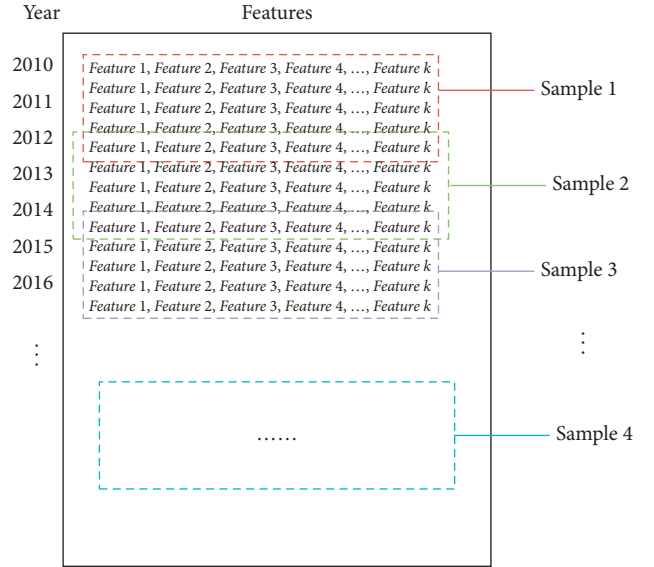 Year Features
2010
2011
2012
2013
2014
2015
2016
⋮
Feature 1, Feature 2, Feature 3, Feature 4, ..., Feature k
Feature 1, Feature 2, Feature 3, Feature 4, ..., Feature k
Feature 1, Feature 2, Feature 3, Feature 4, ..., Feature k
Feature 1, Feature 2, Feature 3, Feature 4, ..., Feature k
Feature 1, Feature 2, Feature 3, Feature 4, ..., Feature k
Feature 1, Feature 2, Feature 3, Feature 4, ..., Feature k
Feature 1, Feature 2, Feature 3, Feature 4, ..., Feature k
Feature 1, Feature 2, Feature 3, Feature 4, ..., Feature k
Feature 1, Feature 2, Feature 3, Feature 4, ..., Feature k
Feature 1, Feature 2, Feature 3, Feature 4, ..., Feature k
Feature 1, Feature 2, Feature 3, Feature 4, ..., Feature k
Feature 1, Feature 2, Feature 3, Feature 4, ..., Feature k
Feature 1, Feature 2, Feature 3, Feature 4, ..., Feature k
......
Sample 1
Sample 2
Sample 3
⋮
Sample 4